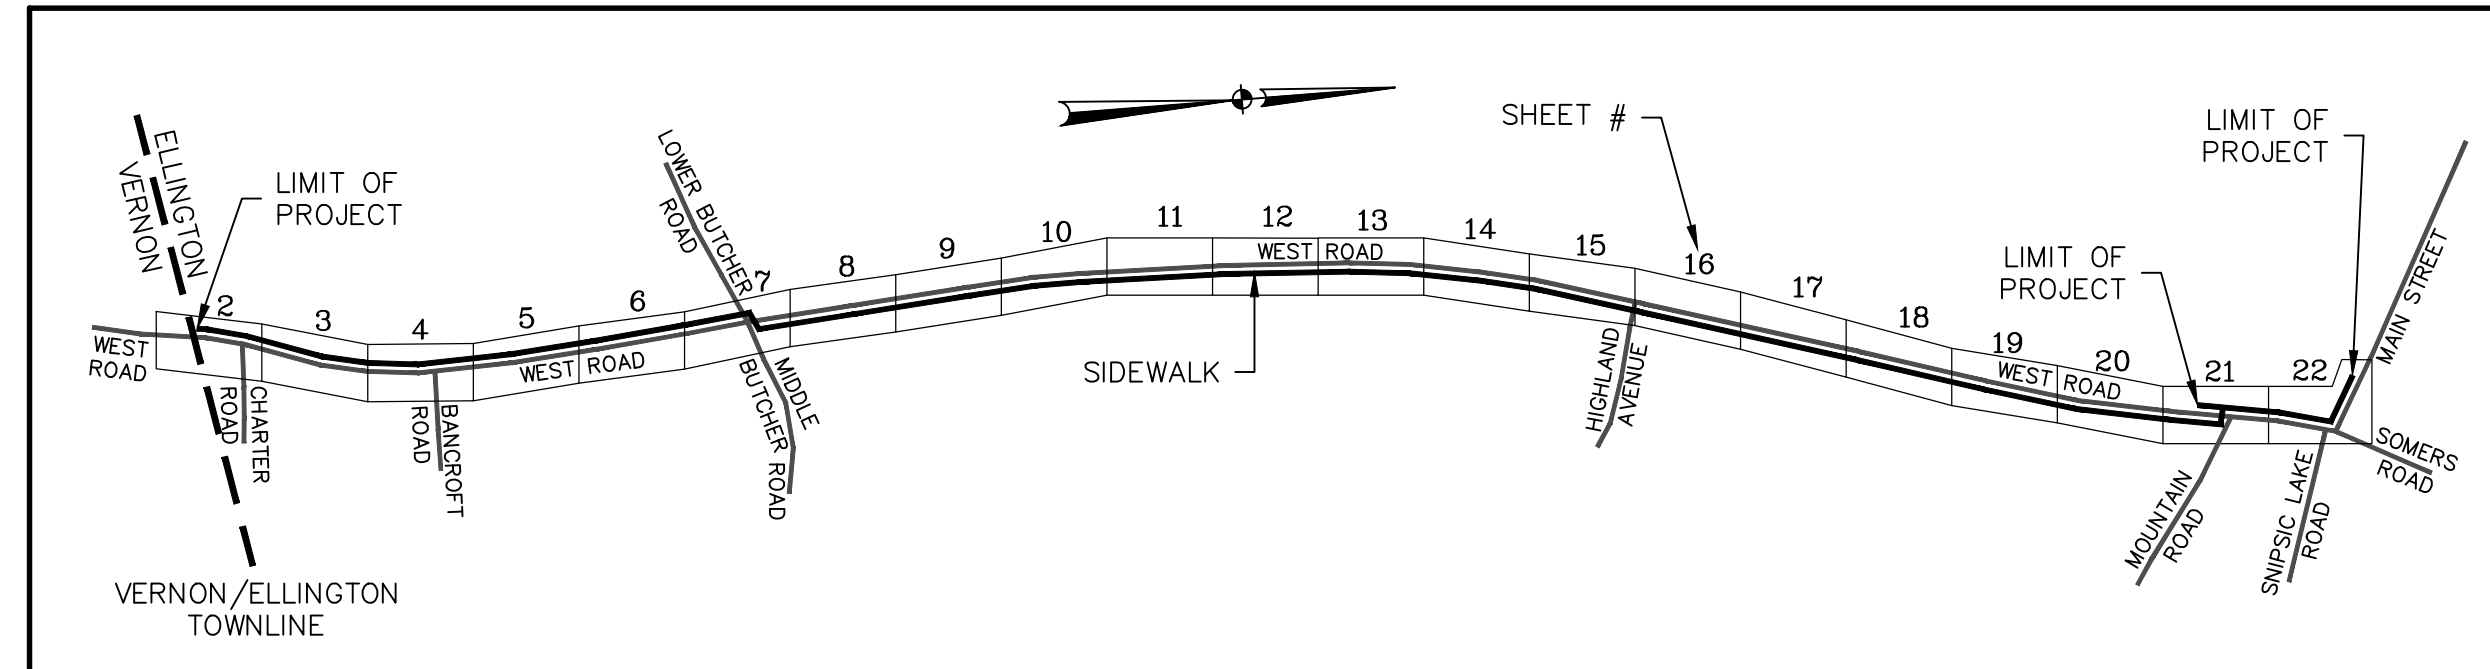 ELLINGTON
VERNON
LIMIT OF
PROJECT
LOWER BUTCHER
ROAD
SHEET #
LIMIT OF
PROJECT
LIMIT OF
PROJECT
2
3
4
5
6
7
8
9
10
11
12
13
14
15
16
17
18
19
20
21
22
WEST
ROAD
WEST ROAD
WEST ROAD
WEST ROAD
SIDEWALK
CHARTER
ROAD
BANCROFT
ROAD
MIDDLE
BUTCHER ROAD
HIGHLAND
AVENUE
MAIN STREET
SOMERS
ROAD
MOUNTAIN
ROAD
SNIPSIC LAKE
ROAD
VERNON/ELLINGTON
TOWNLINE